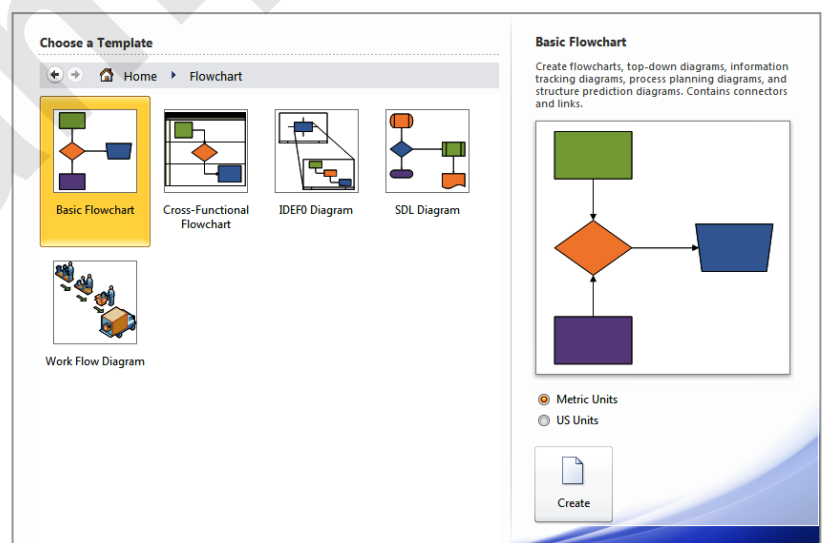 Choose a Template
Home
Flowchart
Basic Flowchart
Cross-Functional
Flowchart
IDEF0 Diagram
SDL Diagram
Work Flow Diagram
Basic Flowchart
Create flowcharts, top-down diagrams, information
tracking diagrams, process planning diagrams, and
structure prediction diagrams. Contains connectors
and links.
Metric Units
US Units
Create